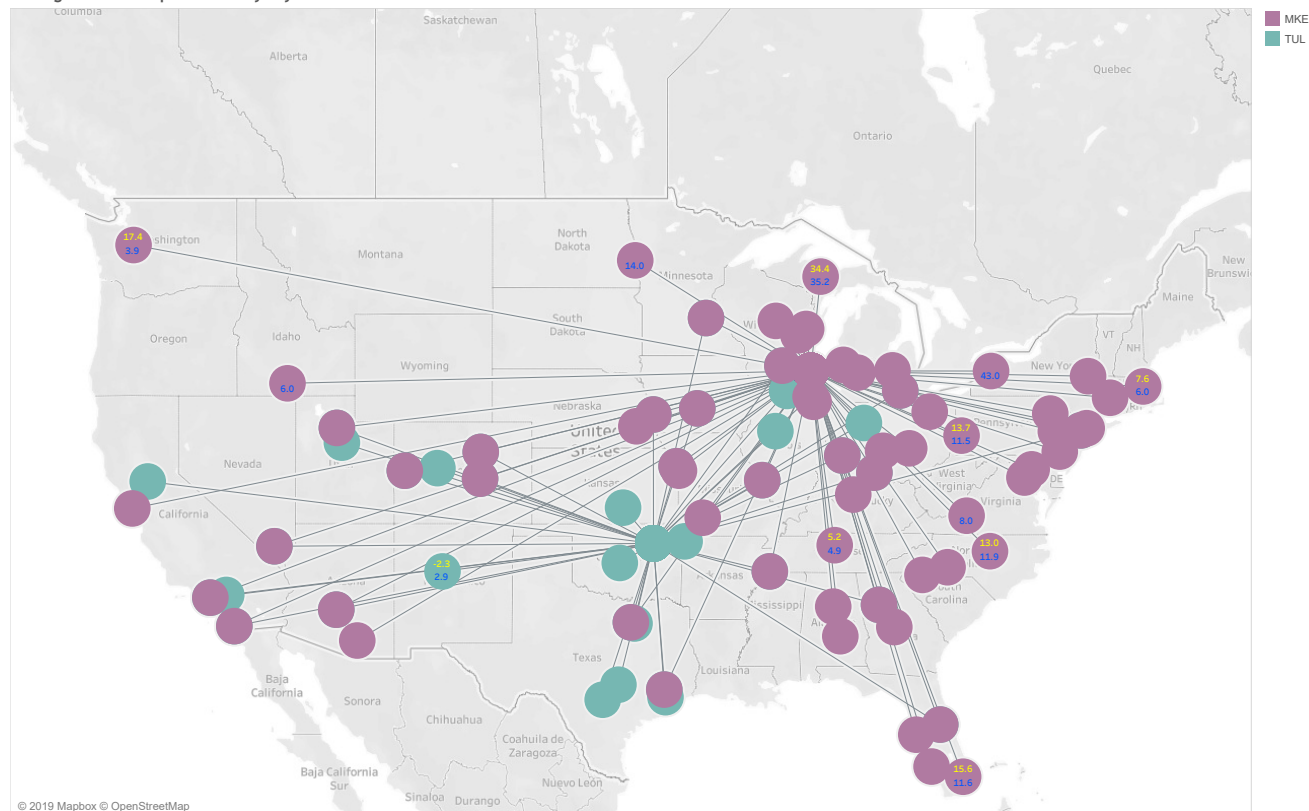 MKE
TUL
Columbia
Saskatchewan
Alberta
Quebec
Ontario
17.4
3.9
shington
Montana
North
Dakota
14.0
Minnesota
34.4
35.2
New
Maine
Oregon
Idaho
South
Dakota
VT
NH
Wyoming
6.0
43.0
New
7.6
6.0
Nebraska
13.7
11.5
Nevada
West
Virginia
Virginia
DE
California
8.0
5.2
4.9
13.0
11.9
-2.3
2.9
South
Carolina
Texas
Louisiana
Baja
California
Sonora
Chihuahua
Coahuila de
Zaragoza
15.6
11.6
Baja California
Sur
Nuevo León
Sinaloa
Durango
© 2019 Mapbox © OpenStreetMap